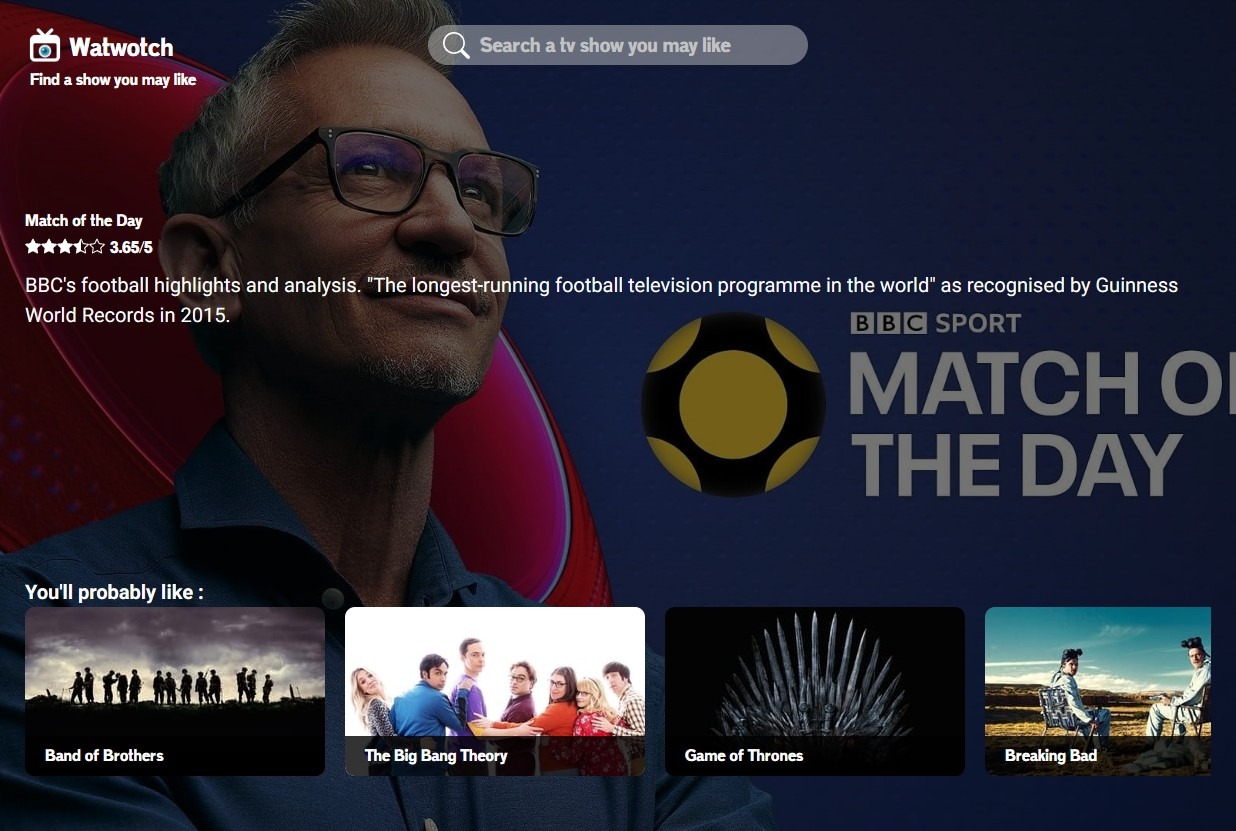 Watwotch
Search a tv show you may like
Find a show you may like
Match of the Day
3.65/5
BBC's football highlights and analysis. "The longest-running football television programme in the world" as recognised by Guinness
World Records in 2015.
BBC SPORT
MATCH OF
THE DAY
You'll probably like :
Band of Brothers
The Big Bang Theory
Game of Thrones
Breaking Bad